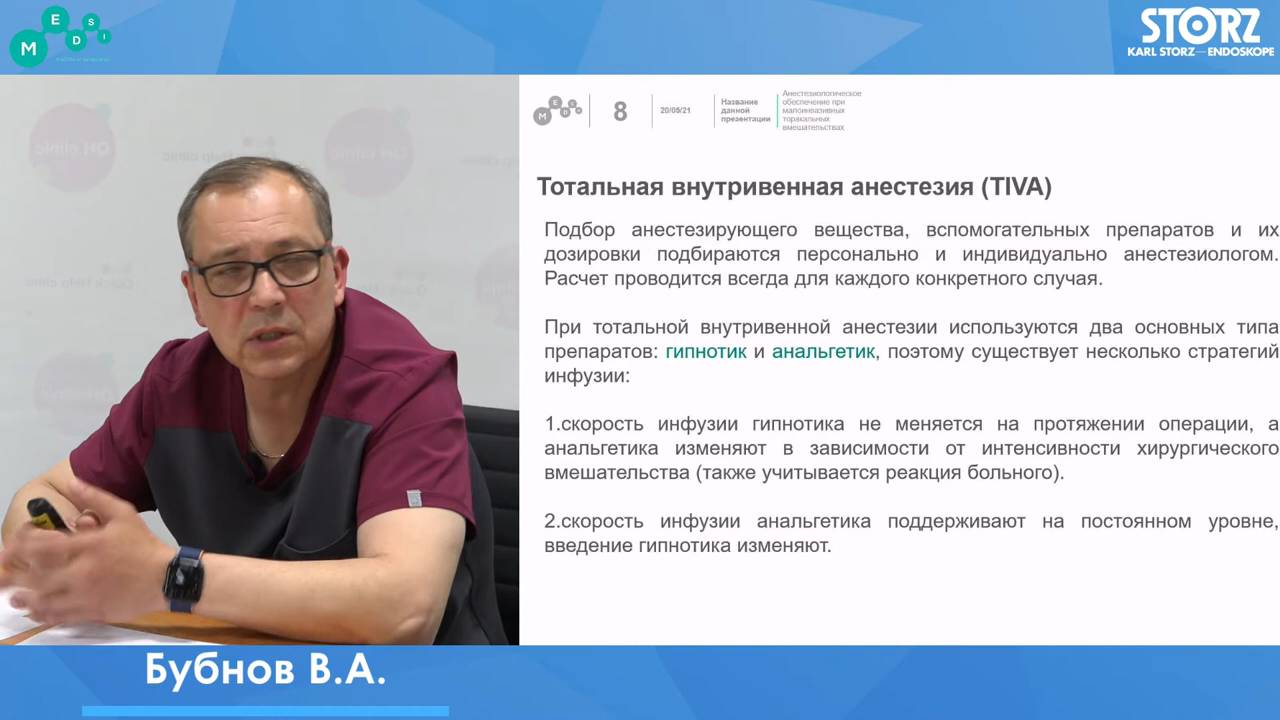 M E D S I
STORZ
KARL STORZ—ENDOSKOPE
M E D S I
8
20/05/21
Название
данной
презентации
Анестезиологическое
обеспечение при
малоинвазивных
торакальных
вмешательствах
Тотальная внутривенная анестезия (TIVA)
Подбор анестезирующего вещества, вспомогательных препаратов и их
дозировки подбираются персонально и индивидуально анестезиологом.
Расчет проводится всегда для каждого конкретного случая.
При тотальной внутривенной анестезии используются два основных типа
препаратов: гипнотик и анальгетик, поэтому существует несколько стратегий
инфузии:
1.скорость инфузии гипнотика не меняется на протяжении операции, а
анальгетика изменяют в зависимости от интенсивности хирургического
вмешательства (также учитывается реакция больного).
2.скорость инфузии анальгетика поддерживают на постоянном уровне,
введение гипнотика изменяют.
Бубнов В.А.